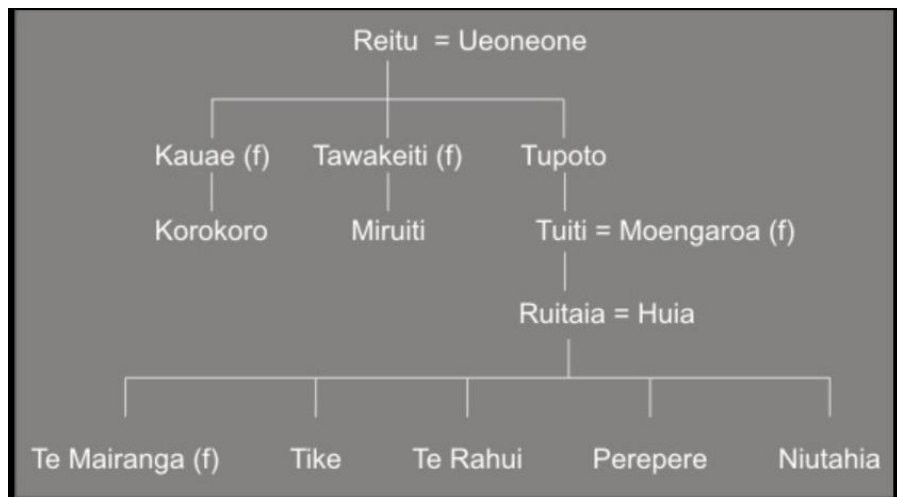 Reitu = Ueoneone
Kauae (f) Tawakeiti (f) Tupoto
Korokoro Miruiti Tuiti = Moengaroa (f)
Ruitaia = Huia
Te Mairanga (f) Tike Te Rahui Perepere Niutahia